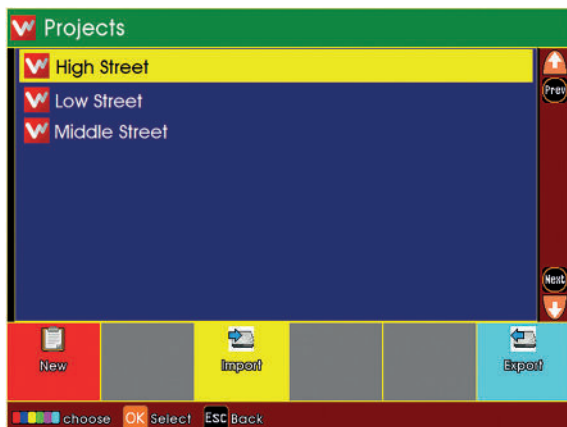 Projects
High Street
Low Street
Middle Street
Prev
Next
New
Import
Export
choose OK Select Esc Back